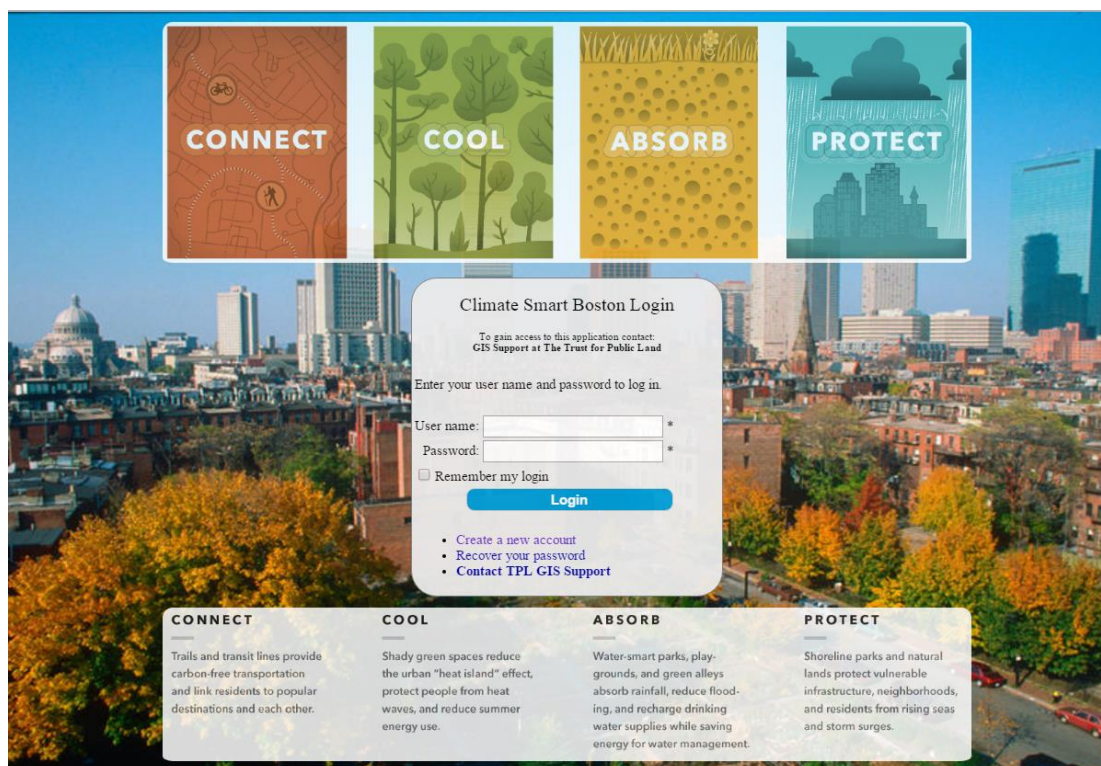 CONNECT
COOL
ABSORB
PROTECT
Climate Smart Boston Login
To gain access to this application contact:
GIS Support at The Trust for Public Land
Enter your user name and password to log in.
User name: *
Password: *
Remember my login
Login
Create a new account
Recover your password
Contact TPL GIS Support
CONNECT
Trails and transit lines provide
carbon-free transportation
and link residents to popular
destinations and each other.
COOL
Shady green spaces reduce
the urban "heat island" effect,
protect people from heat
waves, and reduce summer
energy use.
ABSORB
Water-smart parks, play-
grounds, and green alleys
absorb rainfall, reduce flood-
ing, and recharge drinking
water supplies while saving
energy for water management.
PROTECT
Shoreline parks and natural
lands protect vulnerable
infrastructure, neighborhoods,
and residents from rising seas
and storm surges.